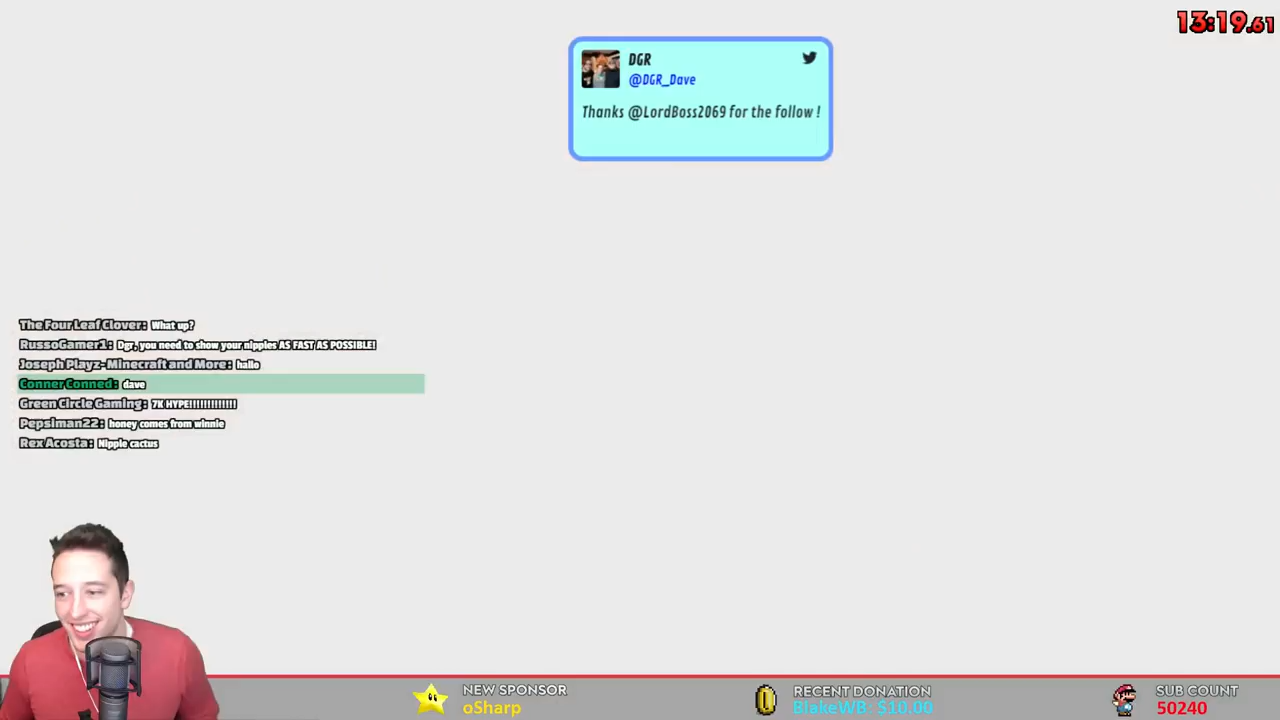 13:19.61
DGR
@DGR_Dave
Thanks @LordBoss2069 for the follow !
The Four Leaf Clover: What up?
RussoGamer1: Dgr, you need to show your nipples AS FAST AS POSSIBLE!
Joseph Playz-Minecraft and More: hallo
Conner Conned: dave
Green Circle Gaming: 7K HYPE!!!!!!!!!!!!!
Pepsiman22: honey comes from winnie
Rex Acosta: Nipple cactus
NEW SPONSOR
oSharp
RECENT DONATION
BlakeWB: $10.00
SUB COUNT
50240